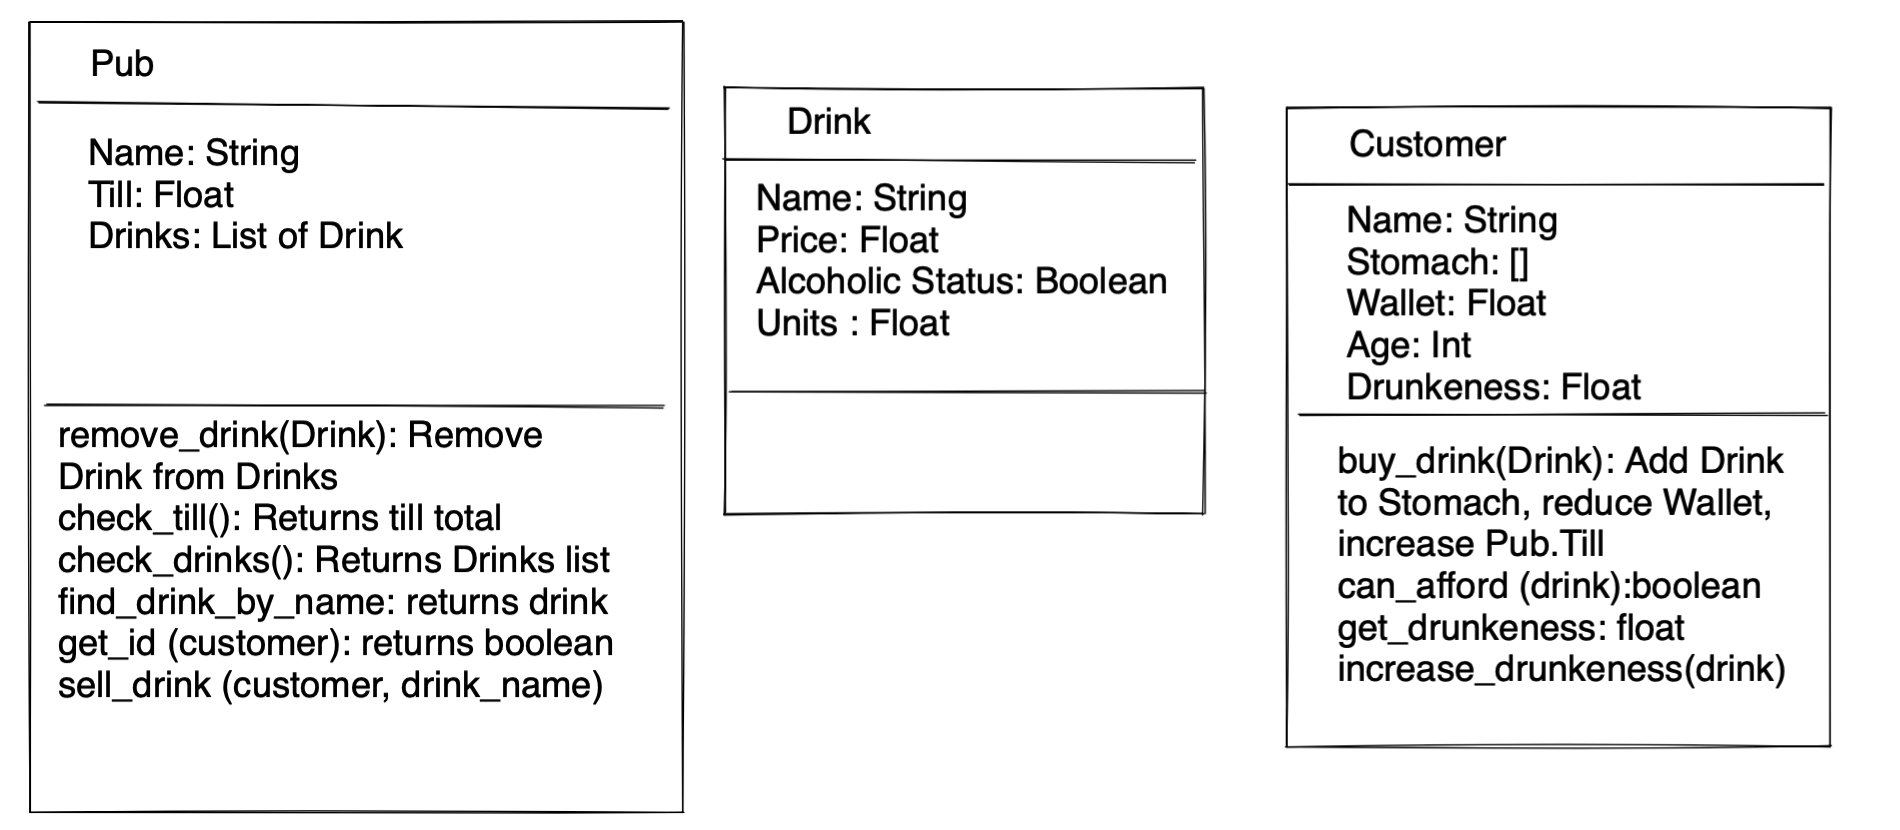 Pub
Name: String
Till: Float
Drinks: List of Drink
remove_drink(Drink): Remove
Drink from Drinks
check_till(): Returns till total
check_drinks(): Returns Drinks list
find_drink_by_name: returns drink
get_id (customer): returns boolean
sell_drink (customer, drink_name)
Drink
Name: String
Price: Float
Alcoholic Status: Boolean
Units : Float
Customer
Name: String
Stomach: []
Wallet: Float
Age: Int
Drunkeness: Float
buy_drink(Drink): Add Drink
to Stomach, reduce Wallet,
increase Pub.Till
can_afford (drink):boolean
get_drunkeness: float
increase_drunkeness(drink)